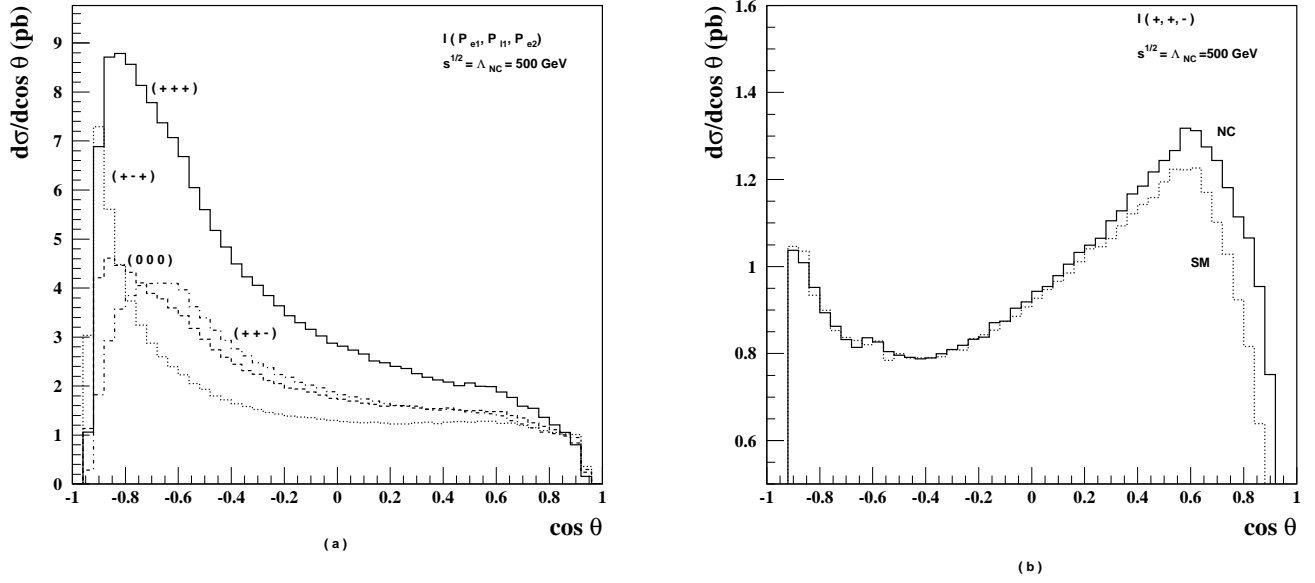 dσ/dcos θ (pb)
9
8
7
6
5
4
3
2
1
0
I ( P e1, P l1, P e2)
s1/2 = Λ NC = 500 GeV
( + + + )
( + - + )
( 0 0 0 )
( + + - )
-1 -0.8 -0.6 -0.4 -0.2 0 0.2 0.4 0.6 0.8 1
cos θ
( a )
dσ/dcos θ (pb)
1.6
1.4
1.2
1
0.8
0.6
I ( +, +, - )
s1/2 = Λ NC =500 GeV
NC
SM
-1 -0.8 -0.6 -0.4 -0.2 0 0.2 0.4 0.6 0.8 1
cos θ
( b )